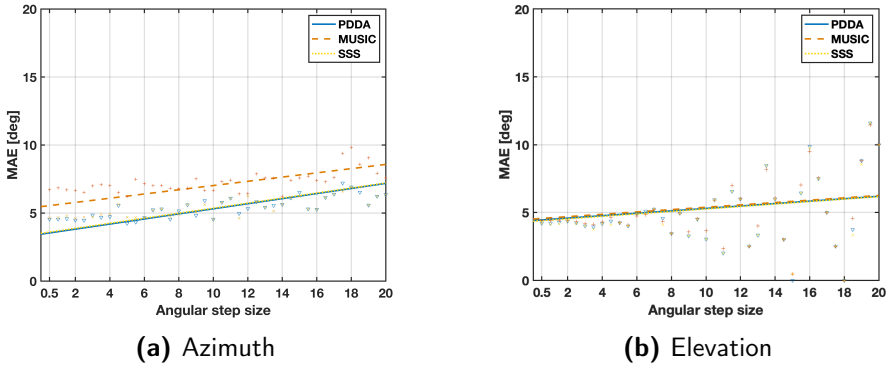 20
15
10
5
0
MAE [deg]
0.5 2 4 6 8 10 12 14 16 18 20
Angular step size
PDDA
MUSIC
SSS
(a) Azimuth
20
15
10
5
0
MAE [deg]
0.5 2 4 6 8 10 12 14 16 18 20
Angular step size
PDDA
MUSIC
SSS
(b) Elevation